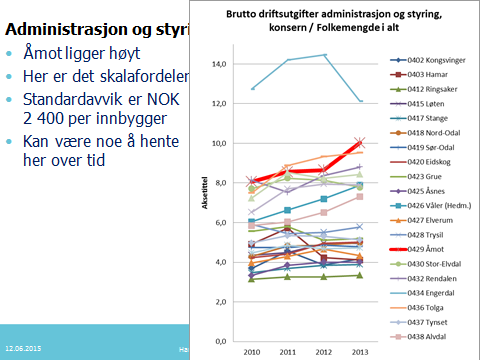 Administrasjon og styri
Åmot ligger høyt
Her er det skalafordeler
Standardavvik er NOK
2 400 per innbygger
Kan være noe å hente
her over tid
12.06.2015
Brutto driftsutgifter administrasjon og styring,
konsern / Folkemengde i alt
Aksetittel
16,0
14,0
12,0
10,0
8,0
6,0
4,0
2,0
0,0
2010 2011 2012 2013
0402 Kongsvinger
0403 Hamar
0412 Ringsaker
0415 Løten
0417 Stange
0418 Nord-Odal
0419 Sør-Odal
0420 Eidskog
0423 Grue
0425 Åsnes
0426 Våler (Hedm.)
0427 Elverum
0428 Trysil
0429 Åmot
0430 Stor-Elvdal
0432 Rendalen
0434 Engerdal
0436 Tolga
0437 Tynset
0438 Alvdal